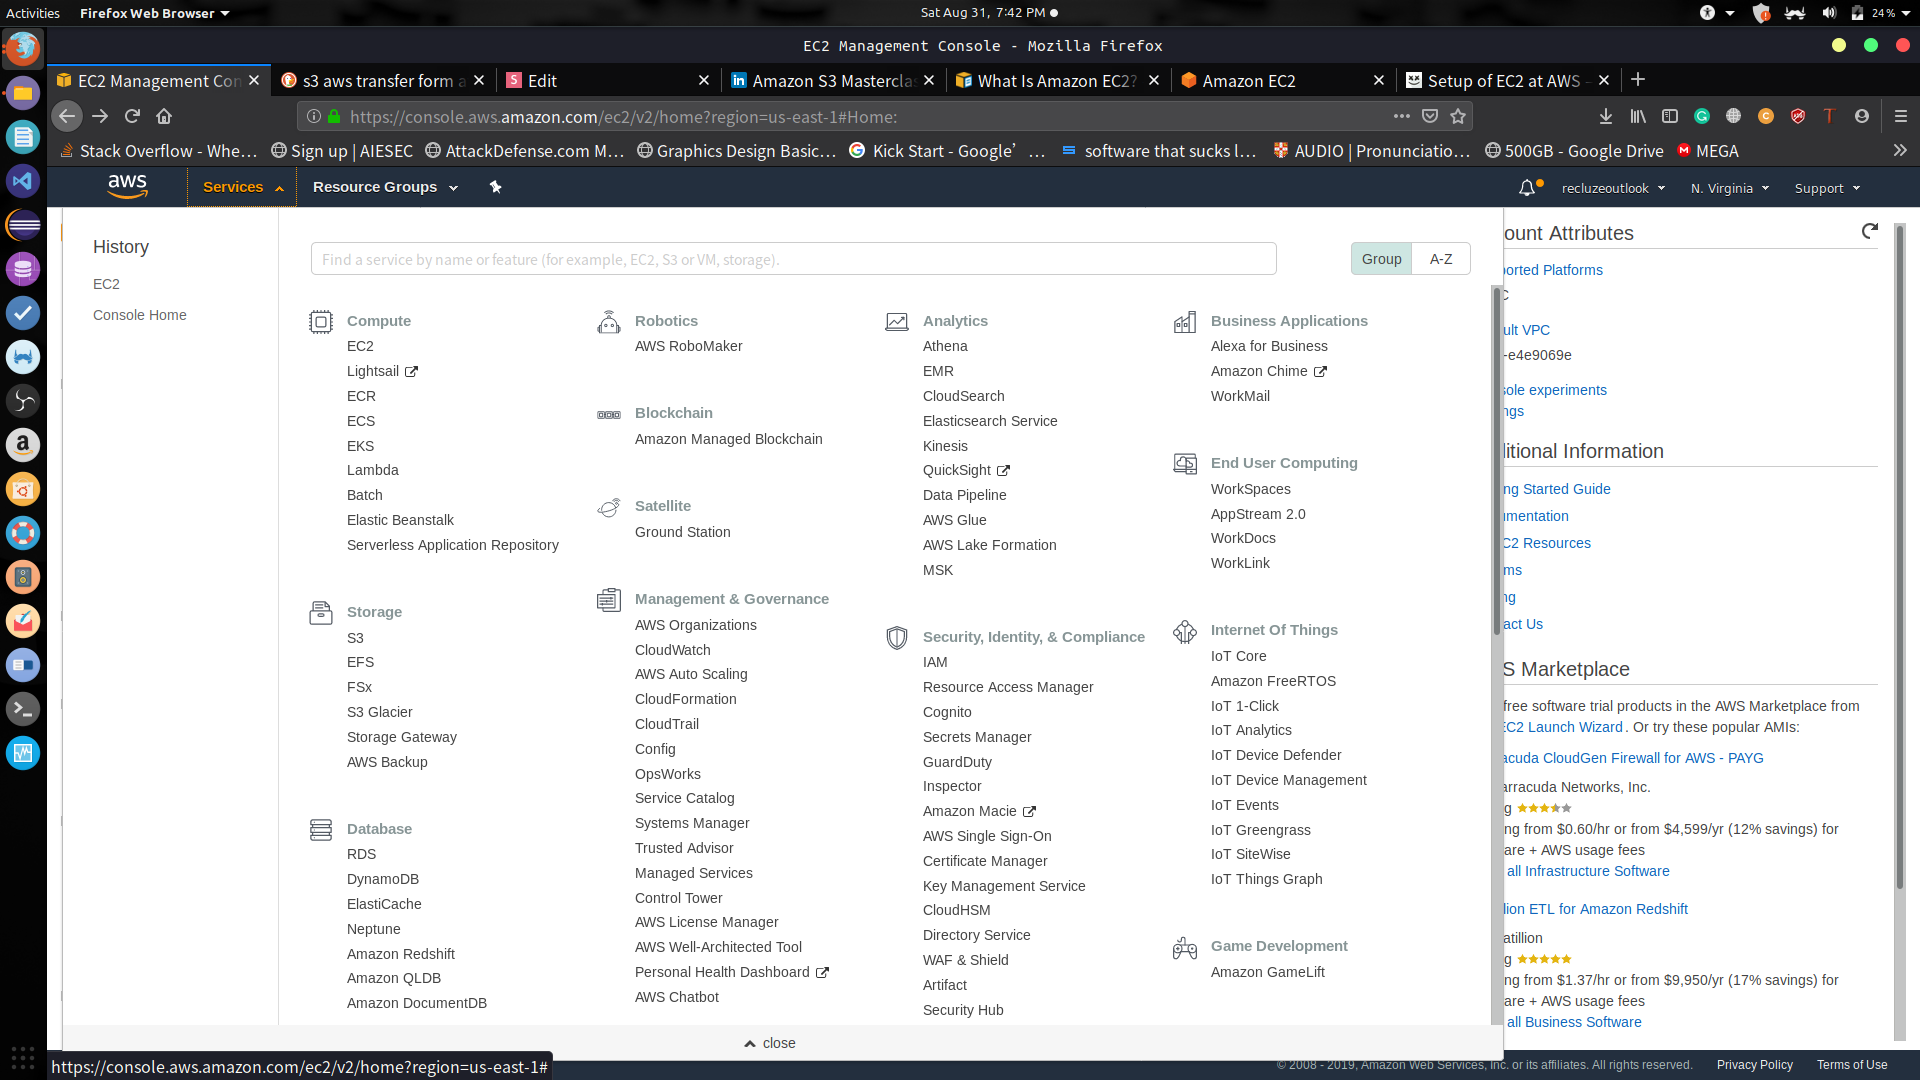 Activities
Firefox Web Browser
Sat Aug 31, 7:42 PM
24 %
EC2 Management Console - Mozilla Firefox
EC2 Management Con
s3 aws transfer form a
Edit
Amazon S3 Mastercla
What Is Amazon EC2?
Amazon EC2
Setup of EC2 at AWS -
https://console.aws.amazon.com/ec2/v2/home?region=us-east-1#Home:
Stack Overflow - Whe…
Sign up | AIESEC
AttackDefense.com M…
Graphics Design Basic…
Kick Start - Google’ …
software that sucks l…
AUDIO | Pronunciatio…
500GB - Google Drive
MEGA
aws
Services
Resource Groups
recluzeoutlook
N. Virginia
Support
History
EC2
Console Home
Find a service by name or feature (for example, EC2, S3 or VM, storage).
Group
A-Z
Compute
EC2
Lightsail
ECR
ECS
EKS
Lambda
Batch
Elastic Beanstalk
Serverless Application Repository
Storage
S3
EFS
FSx
S3 Glacier
Storage Gateway
AWS Backup
Database
RDS
DynamoDB
ElastiCache
Neptune
Amazon Redshift
Amazon QLDB
Amazon DocumentDB
Robotics
AWS RoboMaker
Blockchain
Amazon Managed Blockchain
Satellite
Ground Station
Management & Governance
AWS Organizations
CloudWatch
AWS Auto Scaling
CloudFormation
CloudTrail
Config
OpsWorks
Service Catalog
Systems Manager
Trusted Advisor
Managed Services
Control Tower
AWS License Manager
AWS Well-Architected Tool
Personal Health Dashboard
AWS Chatbot
Analytics
Athena
EMR
CloudSearch
Elasticsearch Service
Kinesis
QuickSight
Data Pipeline
AWS Glue
AWS Lake Formation
MSK
Security, Identity, & Compliance
IAM
Resource Access Manager
Cognito
Secrets Manager
GuardDuty
Inspector
Amazon Macie
AWS Single Sign-On
Certificate Manager
Key Management Service
CloudHSM
Directory Service
WAF & Shield
Artifact
Security Hub
Business Applications
Alexa for Business
Amazon Chime
WorkMail
End User Computing
WorkSpaces
AppStream 2.0
WorkDocs
WorkLink
Internet Of Things
IoT Core
Amazon FreeRTOS
IoT 1-Click
IoT Analytics
IoT Device Defender
IoT Device Management
IoT Events
IoT Greengrass
IoT SiteWise
IoT Things Graph
Game Development
Amazon GameLift
close
ount Attributes
orted Platforms
C
ult VPC
-e4e9069e
sole experiments
ngs
litional Information
ng Started Guide
umentation
C2 Resources
ms
ng
act Us
S Marketplace
free software trial products in the AWS Marketplace from
EC2 Launch Wizard. Or try these popular AMIs:
acuda CloudGen Firewall for AWS - PAYG
arracuda Networks, Inc.
g
ng from $0.60/hr or from $4,599/yr (12% savings) for
are + AWS usage fees
all Infrastructure Software
lion ETL for Amazon Redshift
atillion
g
ng from $1.37/hr or from $9,950/yr (17% savings) for
are + AWS usage fees
all Business Software
https://console.aws.amazon.com/ec2/v2/home?region=us-east-1#
© 2008 - 2019, Amazon Web Services, Inc. or its affiliates. All rights reserved.
Privacy Policy
Terms of Use